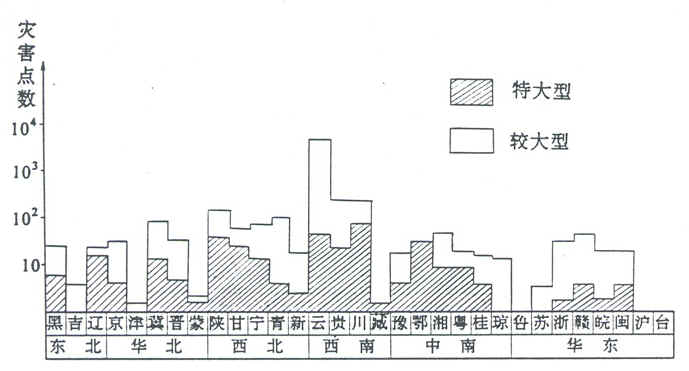 灾害点数
特大型
较大型
10⁴
10³
10²
10
黑 吉 辽 京 津 冀 晋 蒙 陕 甘 宁 青 新 云 贵 川 藏 豫 鄂 湘 粤 桂 琼 鲁 苏 浙 赣 皖 闽 沪 台
东北 华北 西北 西南 中南 华东